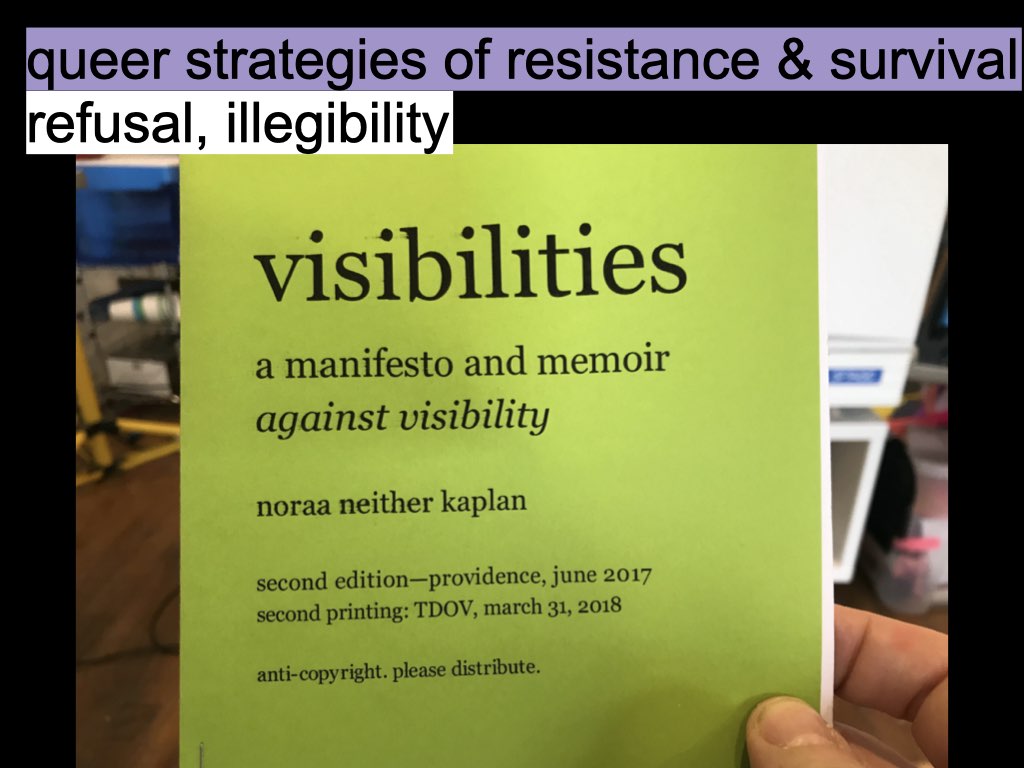 queer strategies of resistance & survival
refusal, illegibility
visibilities
a manifesto and memoir
against visibility
noraa neither kaplan
second edition—providence, june 2017
second printing: TDOV, march 31, 2018
anti-copyright. please distribute.